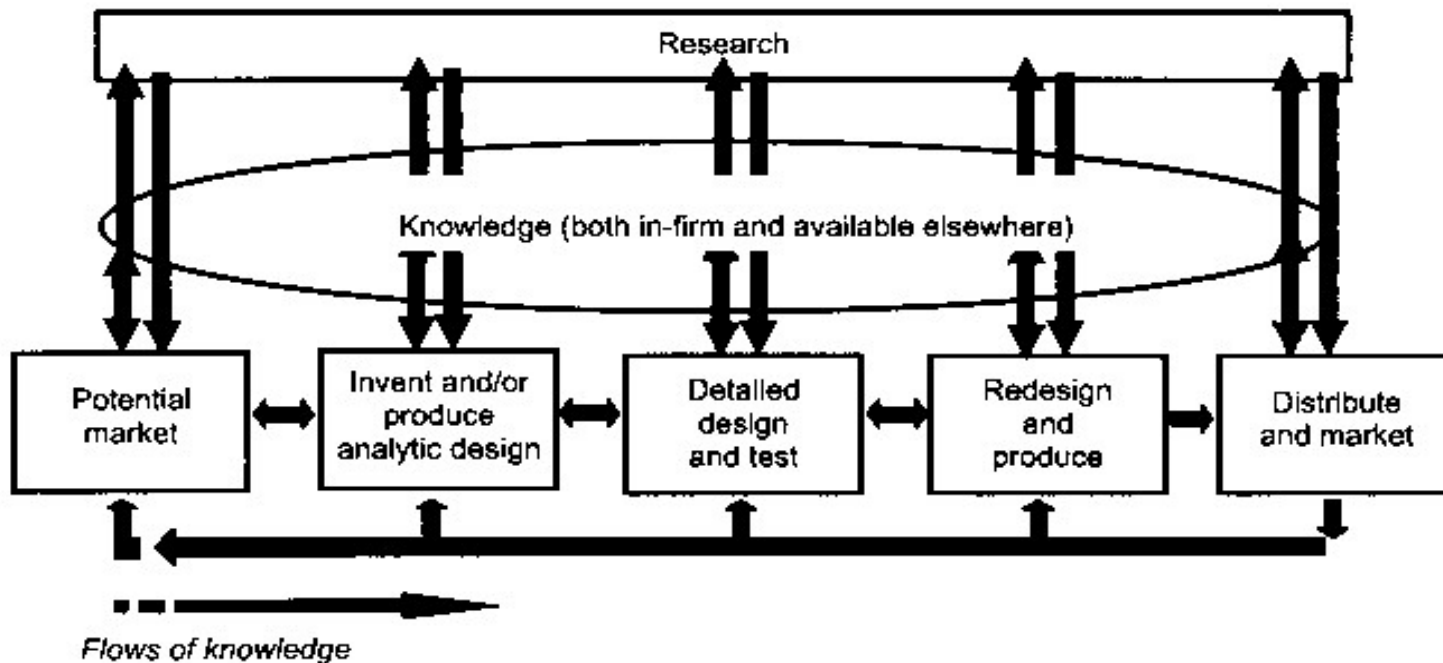 Research
Knowledge (both in-firm and available elsewhere)
Potential
market
Invent and/or
produce
analytic design
Detailed
design
and test
Redesign
and
produce
Distribute
and market
Flows of knowledge